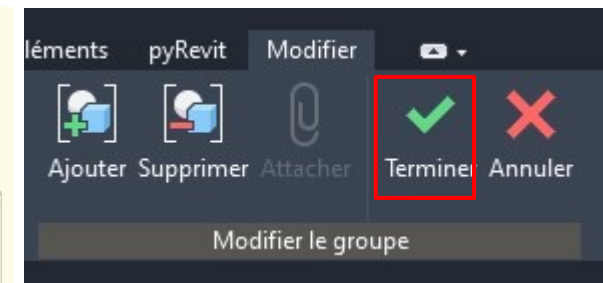 léments pyRevit Modifier
Ajouter Supprimer Attacher Terminer Annuler
Modifier le groupe